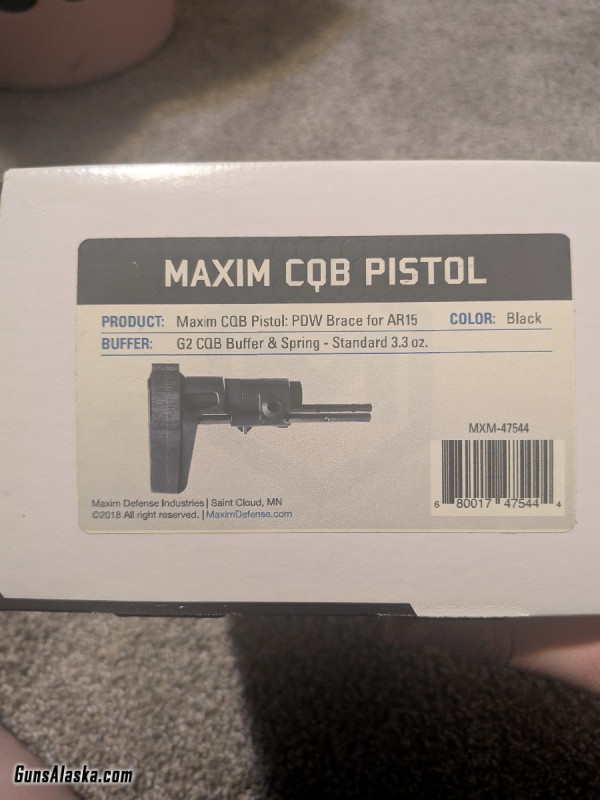 MAXIM CQB PISTOL
PRODUCT: Maxim CQB Pistol: PDW Brace for AR15 COLOR: Black
BUFFER: G2 CQB Buffer & Spring - Standard 3.3 oz.
MXM-47544
6 80017 47544 4
Maxim Defense Industries | Saint Cloud, MN
©2018 All right reserved. | MaximDefense.com
GunsAlaska.com